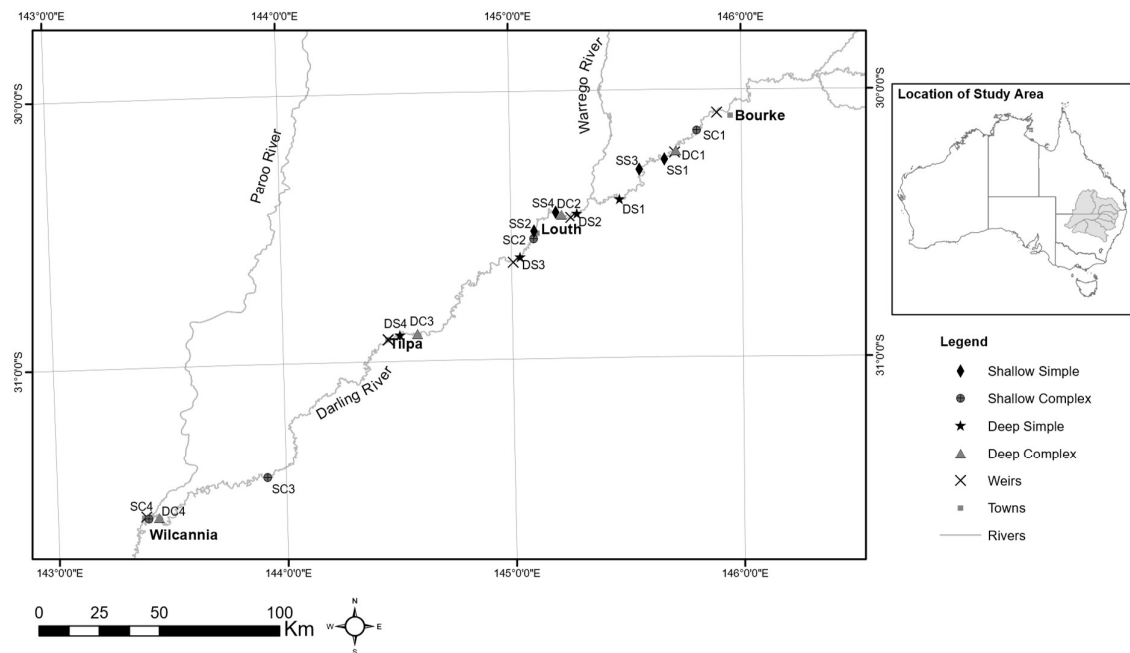 143°0'0"E
144°0'0"E
145°0'0"E
146°0'0"E
30°0'0"S
30°0'0"S
Paroo River
Warrego River
Bourke
SC1
DC1
SS3
SS1
DS1
SS4 DC2
DS2
SS2
Louth
SC2
DS3
DS4 DC3
Tilpa
31°0'0"S
31°0'0"S
Darling River
SC3
SC4
DC4
Wilcannia
143°0'0"E
144°0'0"E
145°0'0"E
146°0'0"E
Location of Study Area
Legend
Shallow Simple
Shallow Complex
Deep Simple
Deep Complex
Weirs
Towns
Rivers
0 25 50 100
Km
N
W E
S